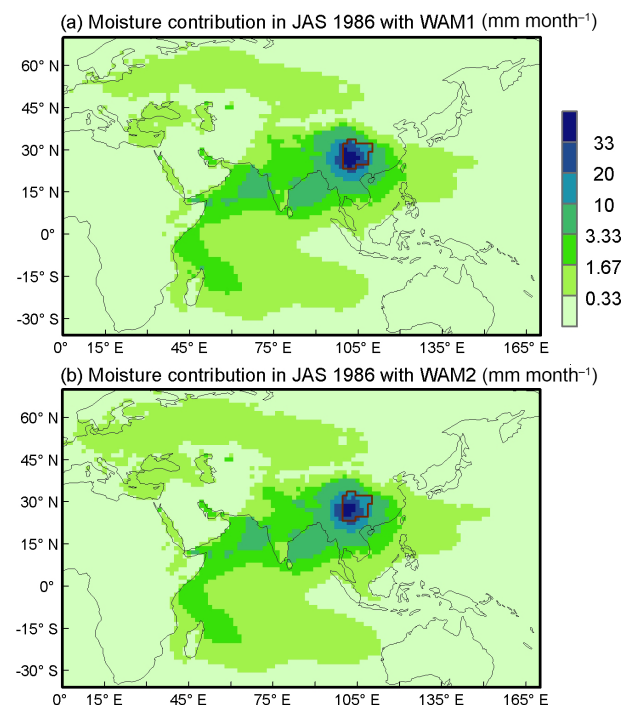 (a) Moisture contribution in JAS 1986 with WAM1 (mm month⁻¹)
60° N
45° N
30° N
15° N
0°
-15° S
-30° S
0° 15° E 45° E 75° E 105° E 135° E 165° E
33
20
10
3.33
1.67
0.33
(b) Moisture contribution in JAS 1986 with WAM2 (mm month⁻¹)
60° N
45° N
30° N
15° N
0°
-15° S
-30° S
0° 15° E 45° E 75° E 105° E 135° E 165° E